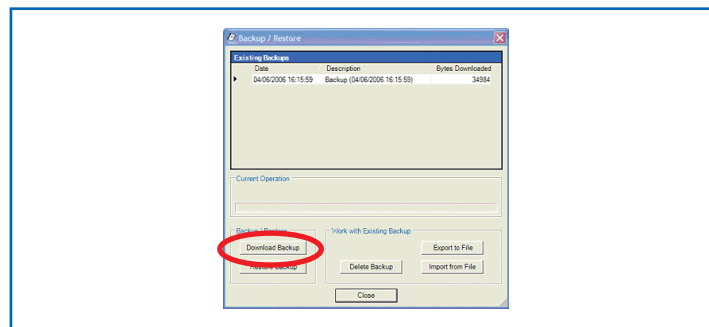 Backup / Restore
Existing Backups
Date Description Bytes Downloaded
04/06/2006 16:15:59 Backup (04/06/2006 16:15:59) 34984
Current Operation
Backup / Restore Work with Existing Backup
Download Backup Export to File
Restore Backup Delete Backup Import from File
Close